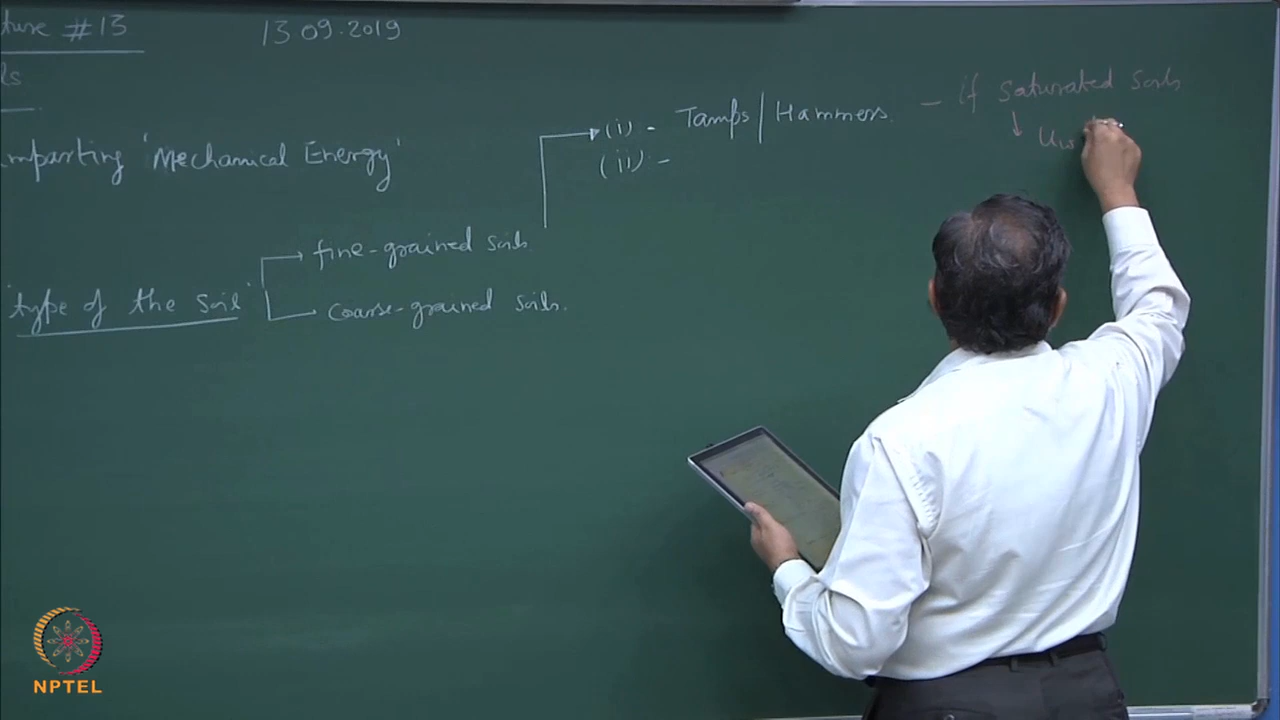 ture #13
13 09.2019
ls
mparting 'Mechanical Energy'
(i) - Tamps/Hammers - If saturated soils
(ii) -
uw
fine-grained soils
'type of the soil'
coarse-grained soils.
NPTEL